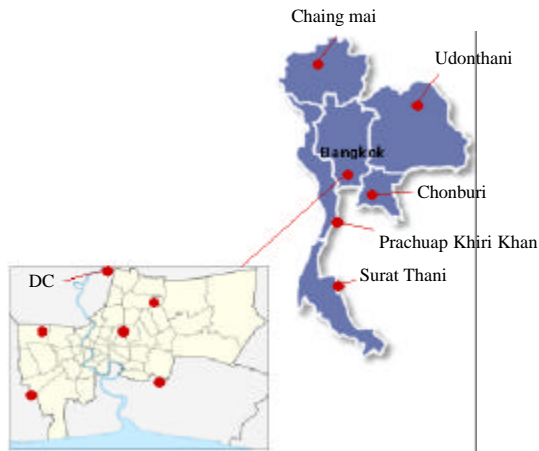 Chaing mai
Udonthani
Bangkok
Chonburi
Prachuap Khiri Khan
Surat Thani
DC